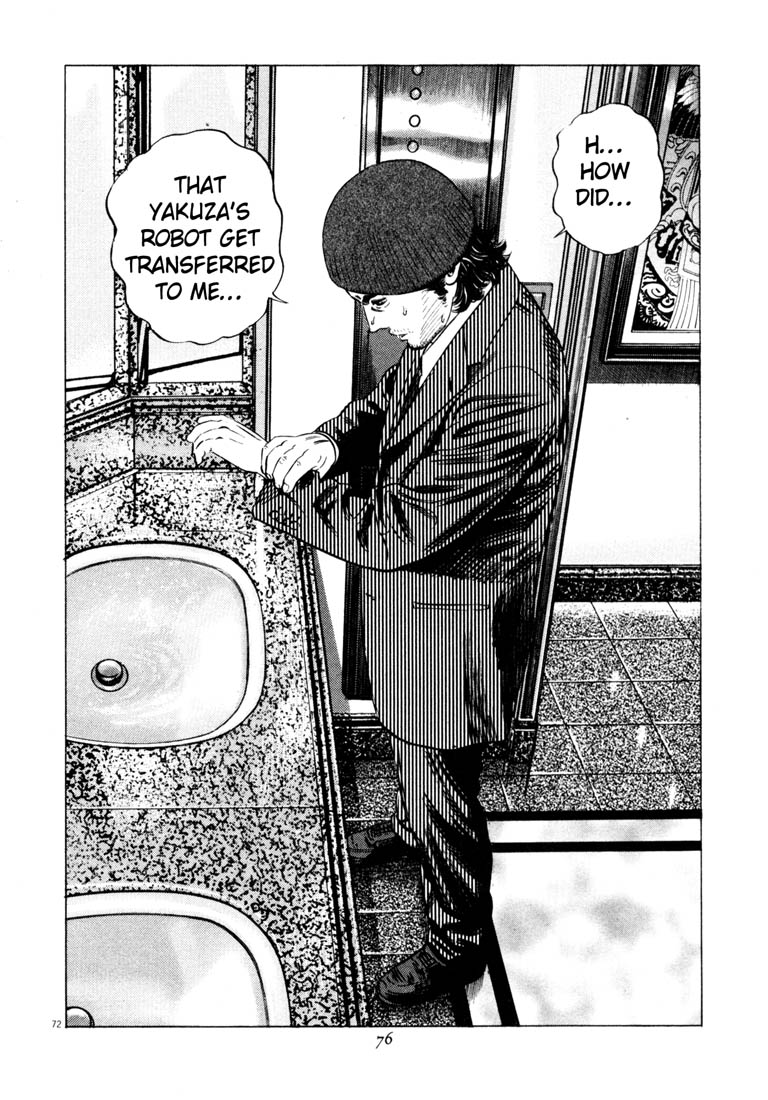 H...
HOW
DID...
THAT
YAKUZA'S
ROBOT GET
TRANSFERRED
TO ME...
72
76